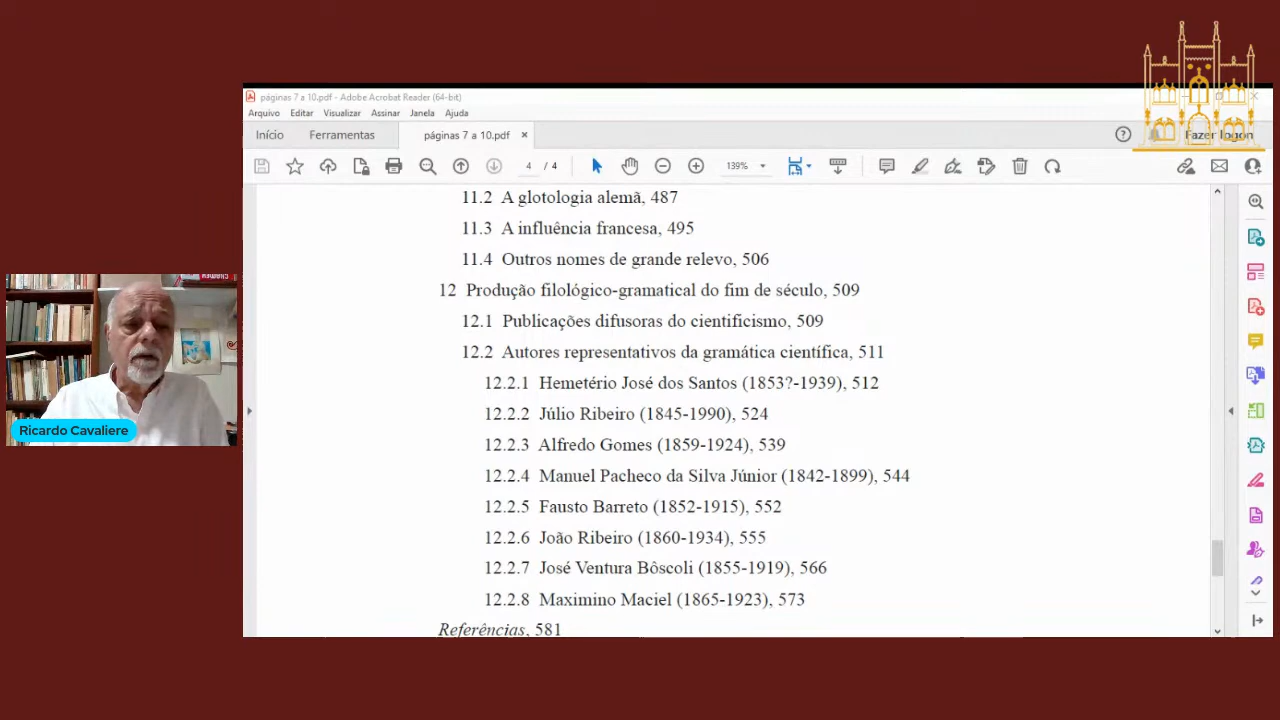 páginas 7 a 10.pdf - Adobe Acrobat Reader (64-bit)
Arquivo Editar Visualizar Assinar Janela Ajuda
Início Ferramentas páginas 7 a 10.pdf × Fazer logon
4 / 4 139%
11.2 A glotologia alemã, 487
11.3 A influência francesa, 495
11.4 Outros nomes de grande relevo, 506
12 Produção filológico-gramatical do fim de século, 509
12.1 Publicações difusoras do cientificismo, 509
12.2 Autores representativos da gramática científica, 511
12.2.1 Hemetério José dos Santos (1853?-1939), 512
12.2.2 Júlio Ribeiro (1845-1990), 524
12.2.3 Alfredo Gomes (1859-1924), 539
12.2.4 Manuel Pacheco da Silva Júnior (1842-1899), 544
12.2.5 Fausto Barreto (1852-1915), 552
12.2.6 João Ribeiro (1860-1934), 555
12.2.7 José Ventura Bôscoli (1855-1919), 566
12.2.8 Maximino Maciel (1865-1923), 573
Referências, 581
Ricardo Cavaliere